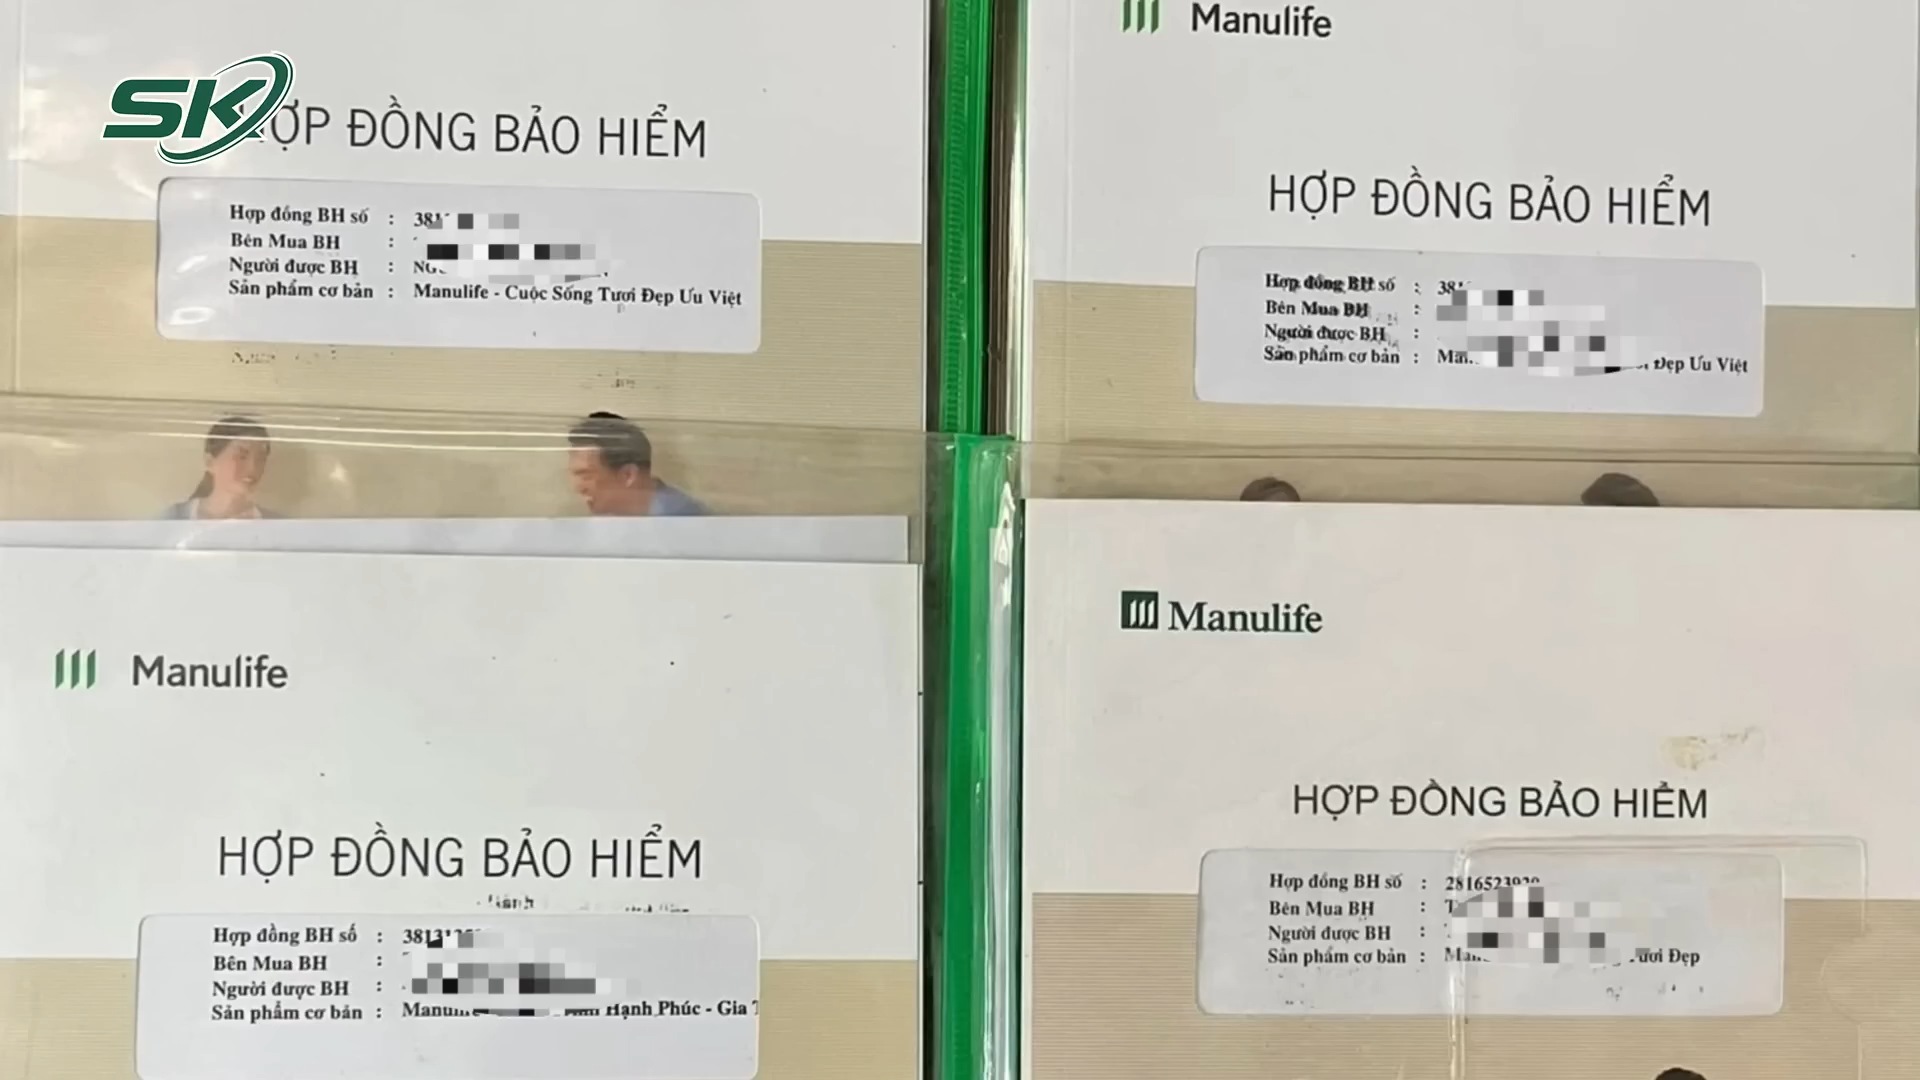 SK
HỢP ĐỒNG BẢO HIỂM
Hợp đồng BH số :
Bên Mua BH :
Người được BH :
Sản phẩm cơ bản : Manulife - Cuộc Sống Tươi Đẹp Ưu Việt
Manulife
HỢP ĐỒNG BẢO HIỂM
Hợp đồng BH số :
Bên Mua BH :
Người được BH :
Sản phẩm cơ bản : Đẹp Ưu Việt
Manulife
HỢP ĐỒNG BẢO HIỂM
Hợp đồng BH số :
Bên Mua BH :
Người được BH :
Sản phẩm cơ bản : Hạnh Phúc - Gia
Manulife
HỢP ĐỒNG BẢO HIỂM
Hợp đồng BH số :
Bên Mua BH :
Người được BH :
Sản phẩm cơ bản : Đẹp